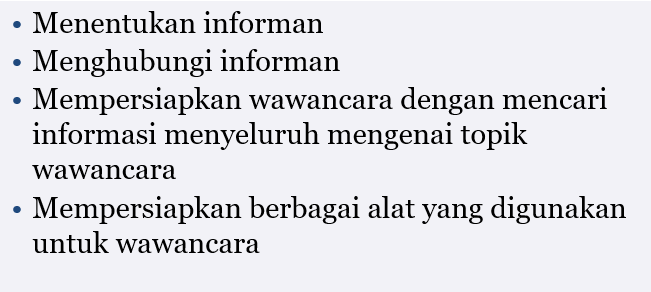 • Menentukan informan
• Menghubungi informan
• Mempersiapkan wawancara dengan mencari
informasi menyeluruh mengenai topik
wawancara
• Mempersiapkan berbagai alat yang digunakan
untuk wawancara